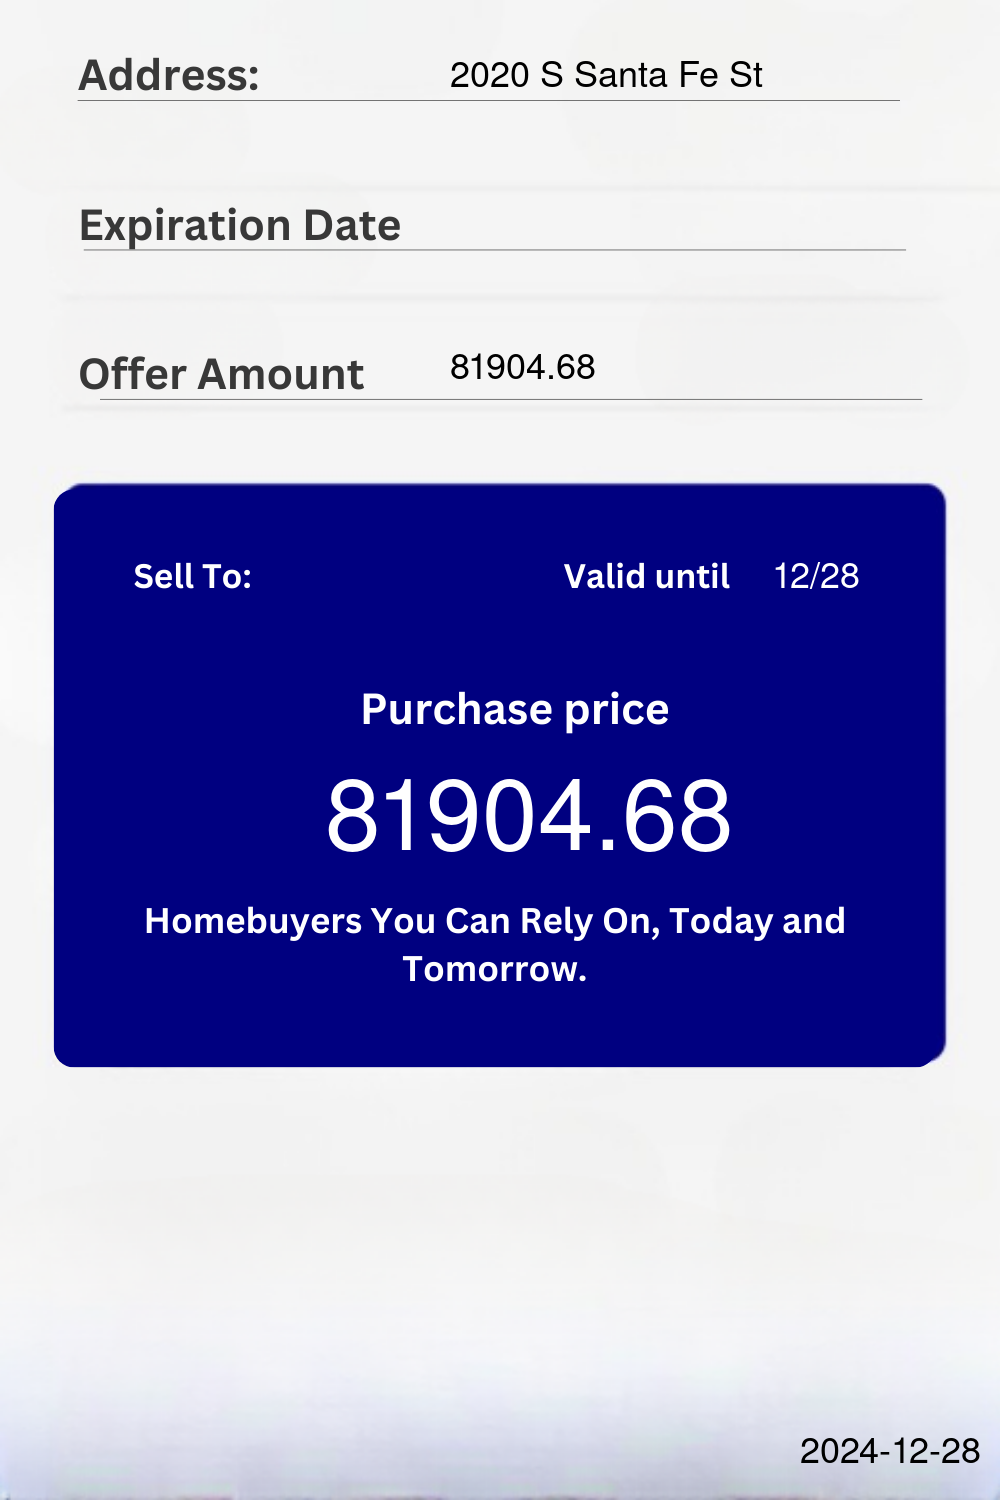 Address: 2020 S Santa Fe St
Expiration Date
Offer Amount 81904.68
Sell To: Valid until 12/28
Purchase price
81904.68
Homebuyers You Can Rely On, Today and
Tomorrow.
2024-12-28